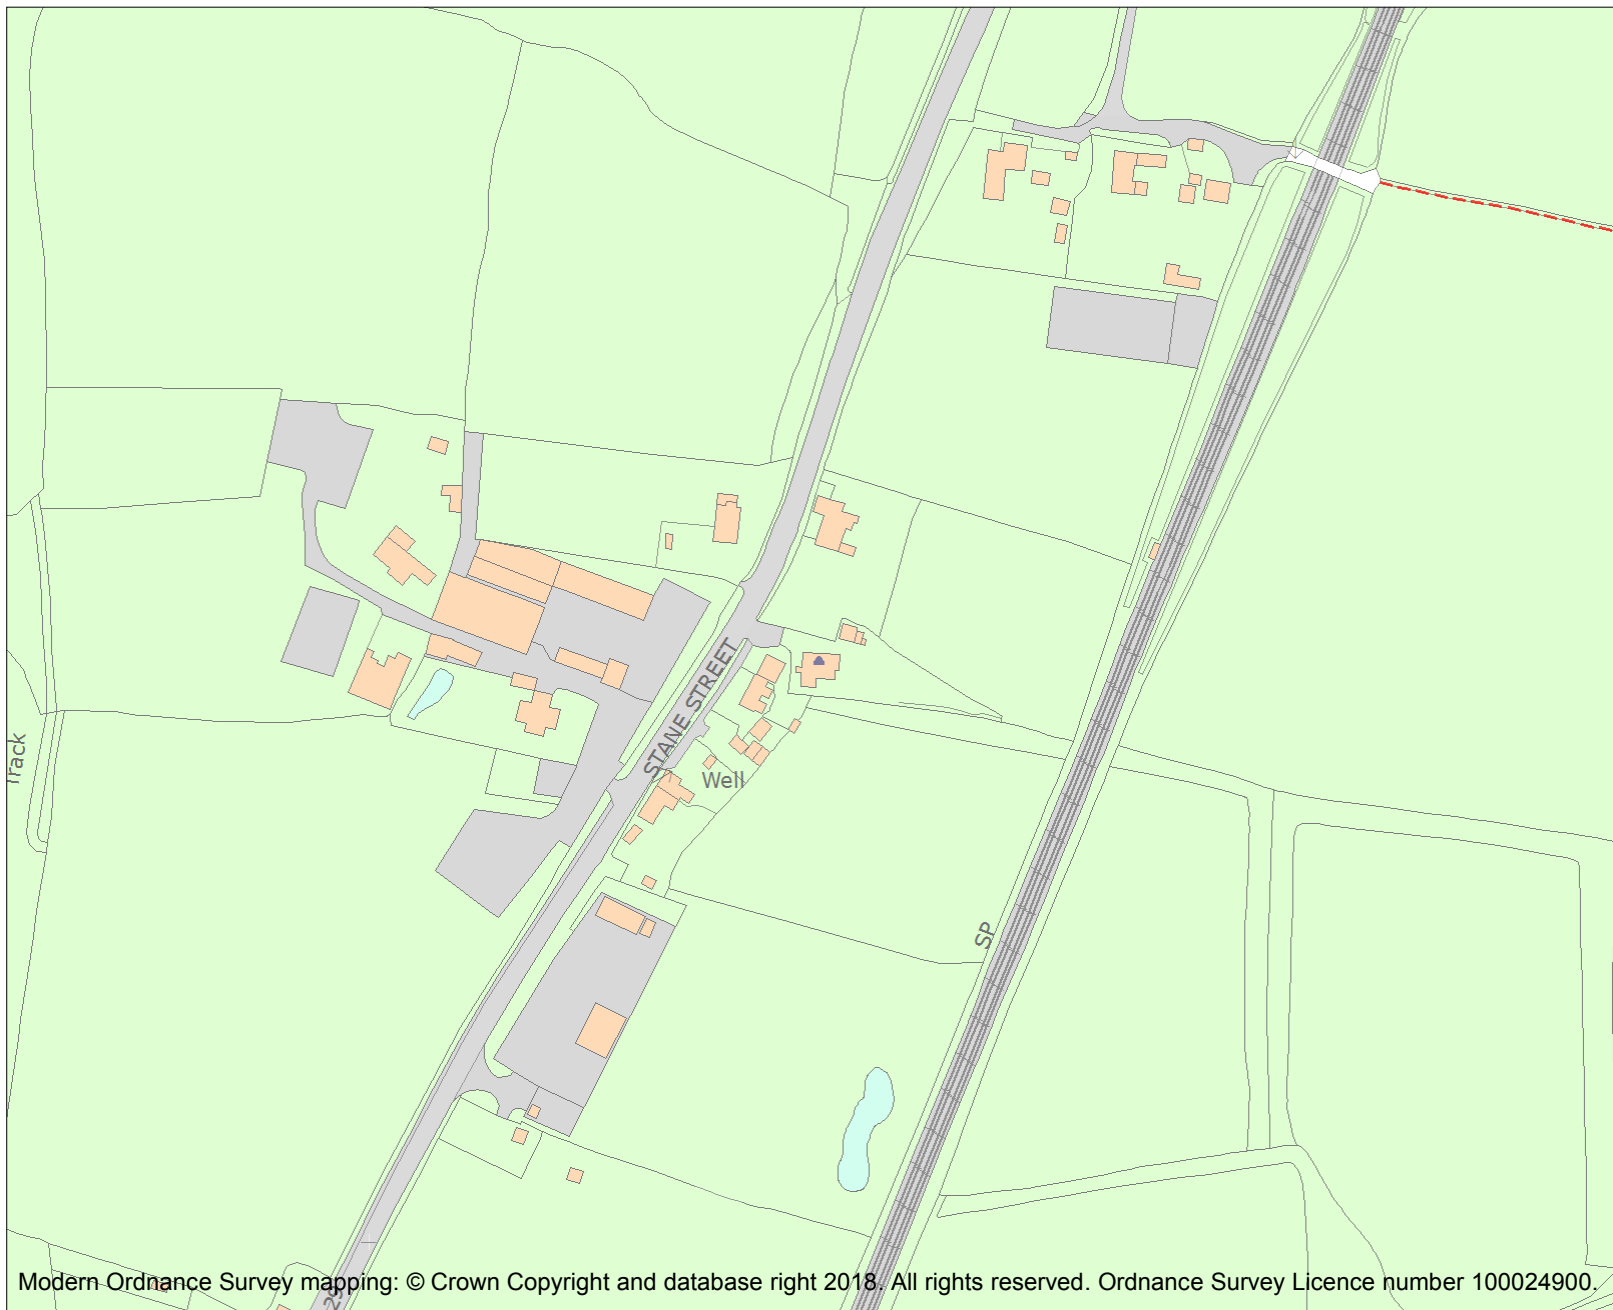 STANE STREET
Well
Track
SP
Modern Ordnance Survey mapping: © Crown Copyright and database right 2018. All rights reserved. Ordnance Survey Licence number 100024900.